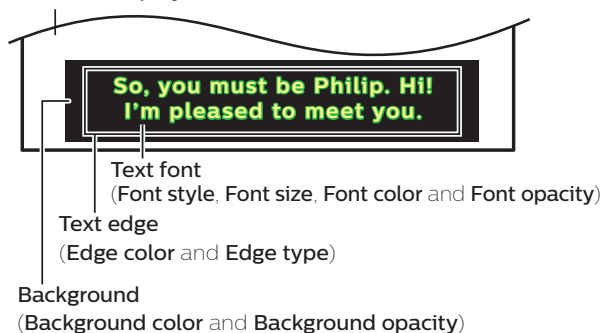 So, you must be Philip. Hi!
I'm pleased to meet you.
Text font
(Font style, Font size, Font color and Font opacity)
Text edge
(Edge color and Edge type)
Background
(Background color and Background opacity)